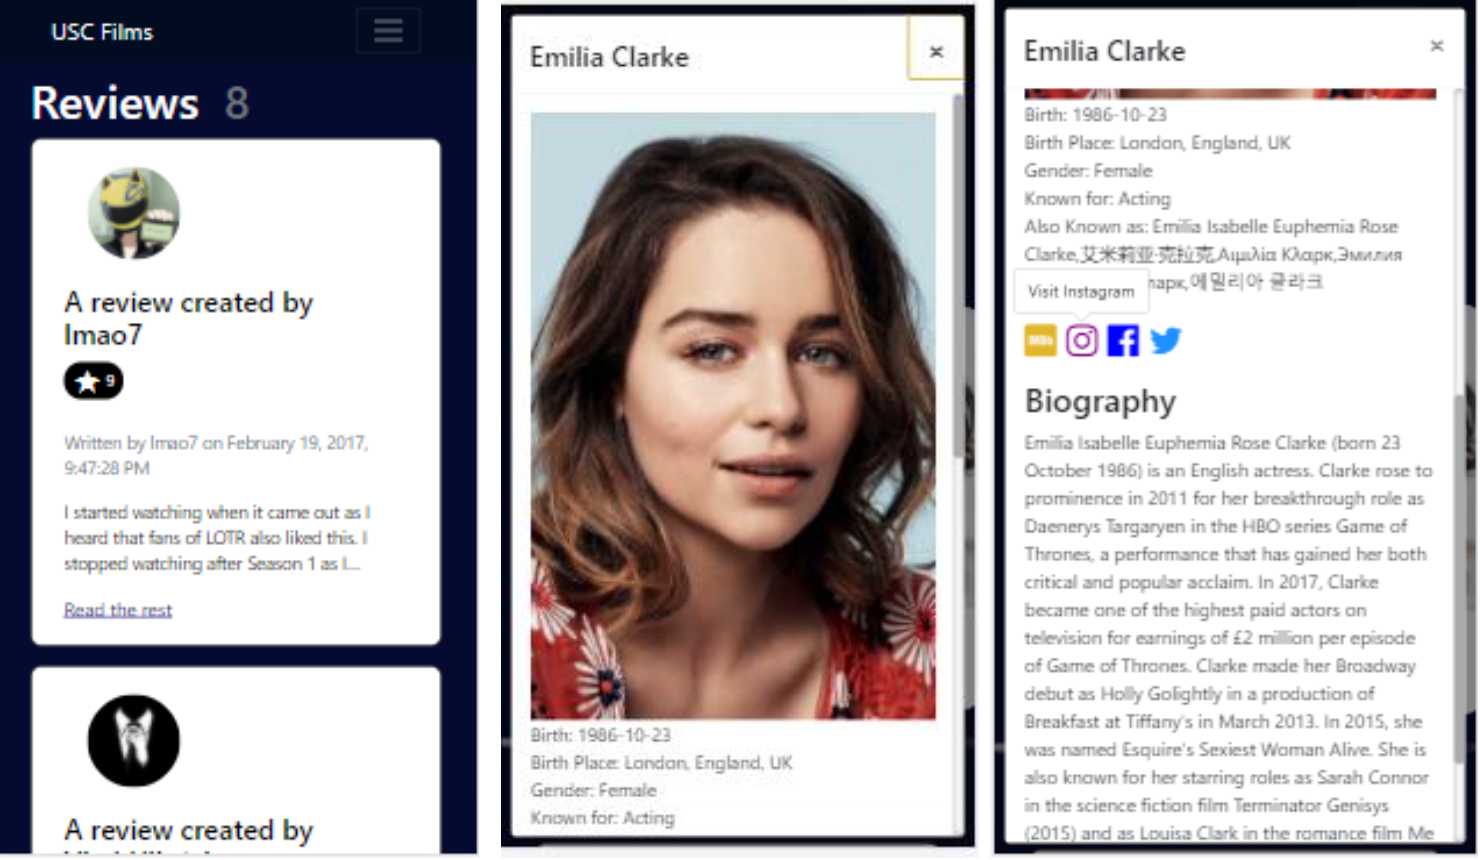 USC Films
Reviews 8
A review created by
lmao7
9
Written by lmao7 on February 19, 2017,
9:47:28 PM
I started watching when it came out as I
heard that fans of LOTR also liked this. I
stopped watching after Season 1 as I...
Read the rest
A review created by
Emilia Clarke
×
Birth: 1986-10-23
Birth Place: London, England, UK
Gender: Female
Known for: Acting
Emilia Clarke
×
Birth: 1986-10-23
Birth Place: London, England, UK
Gender: Female
Known for: Acting
Also Known as: Emilia Isabelle Euphemia Rose
Clarke,艾米莉亚·克拉克,Αιμιλία Κλαρκ,Эмилия
арк,에밀리아 클라크
Visit Instagram
IMDb
Biography
Emilia Isabelle Euphemia Rose Clarke (born 23
October 1986) is an English actress. Clarke rose to
prominence in 2011 for her breakthrough role as
Daenerys Targaryen in the HBO series Game of
Thrones, a performance that has gained her both
critical and popular acclaim. In 2017, Clarke
became one of the highest paid actors on
television for earnings of £2 million per episode
of Game of Thrones. Clarke made her Broadway
debut as Holly Golightly in a production of
Breakfast at Tiffany's in March 2013. In 2015, she
was named Esquire's Sexiest Woman Alive. She is
also known for her starring roles as Sarah Connor
in the science fiction film Terminator Genisys
(2015) and as Louisa Clark in the romance film Me